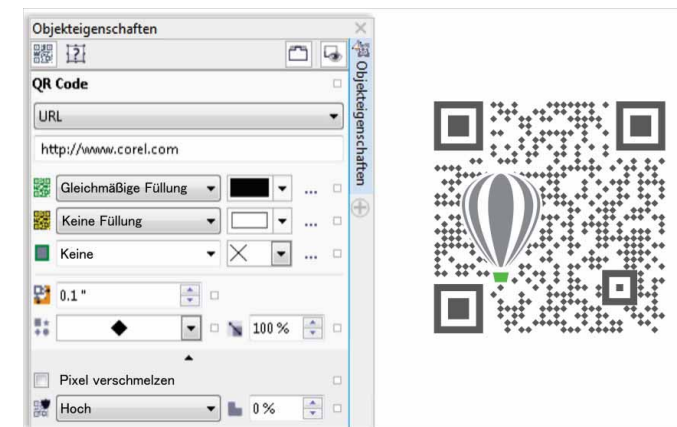 Objekteigenschaften
QR Code
URL
http://www.corel.com
Gleichmäßige Füllung
Keine Füllung
Keine
0.1 "
100 %
Pixel verschmelzen
Hoch
0 %
Objekteigenschaften